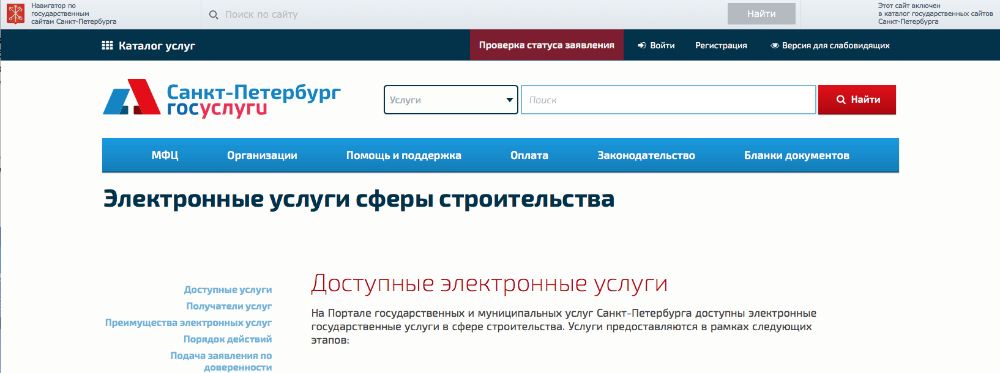 Навигатор по
государственным
сайтам Санкт-Петербурга
Поиск по сайту
Найти
Этот сайт включен
в каталог государственных сайтов
Санкт-Петербурга
Каталог услуг
Проверка статуса заявления
Войти
Регистрация
Версия для слабовидящих
Санкт-Петербург
госуслуги
Услуги
Поиск
Найти
МФЦ
Организации
Помощь и поддержка
Оплата
Законодательство
Бланки документов
Электронные услуги сферы строительства
Доступные услуги
Получатели услуг
Преимущества электронных услуг
Порядок действий
Подача заявления по
доверенности
Доступные электронные услуги
На Портале государственных и муниципальных услуг Санкт-Петербурга доступны электронные
государственные услуги в сфере строительства. Услуги предоставляются в рамках следующих
этапов: